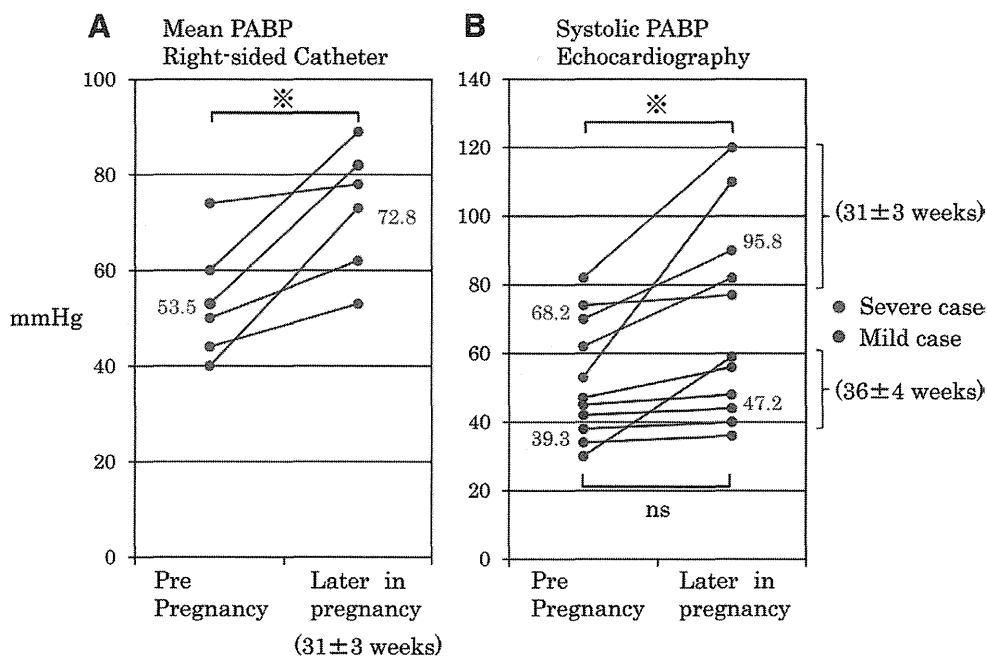 A
Mean PABP
Right-sided Catheter
100
80
60
40
20
0
mmHg
※
53.5
72.8
Pre
Pregnancy
Later in
pregnancy
(31±3 weeks)
B
Systolic PABP
Echocardiography
140
120
100
80
60
40
20
0
※
68.2
95.8
39.3
47.2
ns
(31±3 weeks)
Severe case
Mild case
(36±4 weeks)
Pre
Pregnancy
Later in
pregnancy